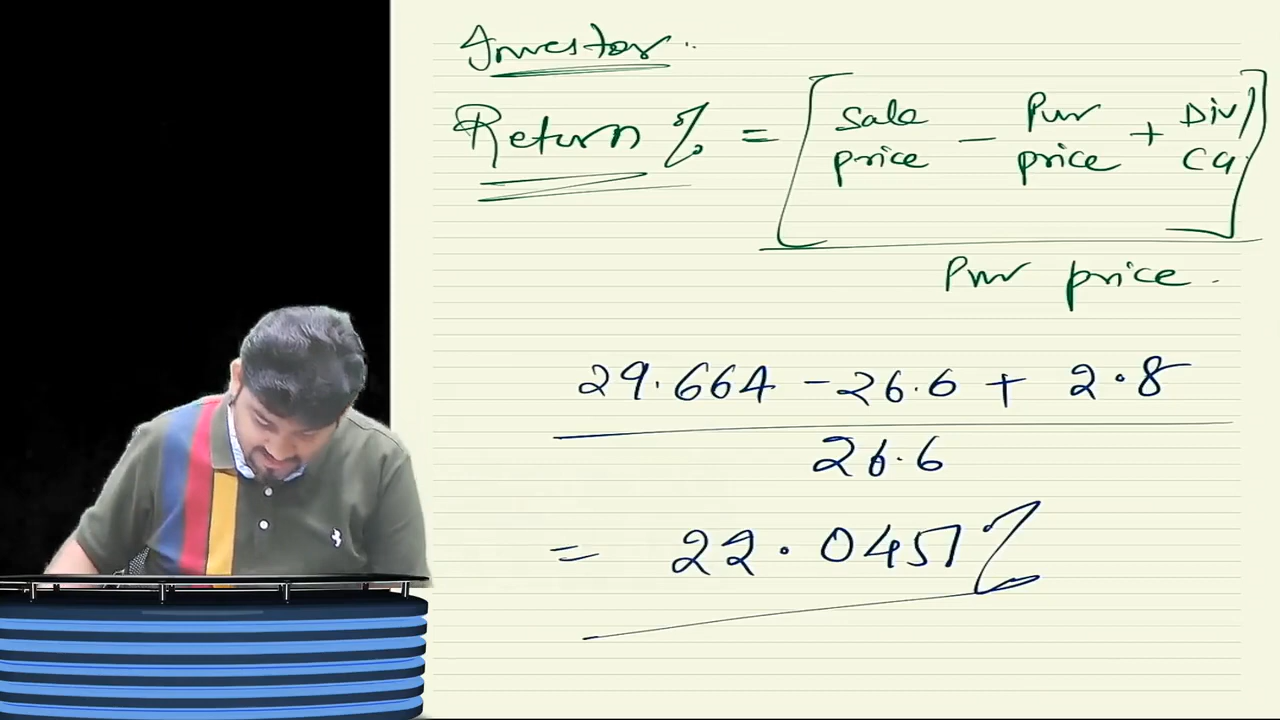 Investor.
Return % = [Sale price - Pur price + Div/CG]
Pur price.
29.664 - 26.6 + 2.8
26.6
= 22.0451%